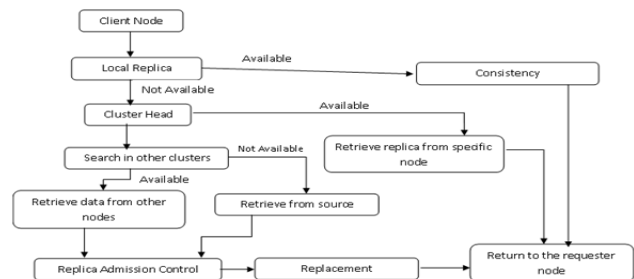 Client Node
Local Replica
Available
Consistency
Not Available
Cluster Head
Available
Search in other clusters
Not Available
Retrieve replica from specific
node
Available
Retrieve data from other
nodes
Retrieve from source
Replica Admission Control
Replacement
Return to the requester
node